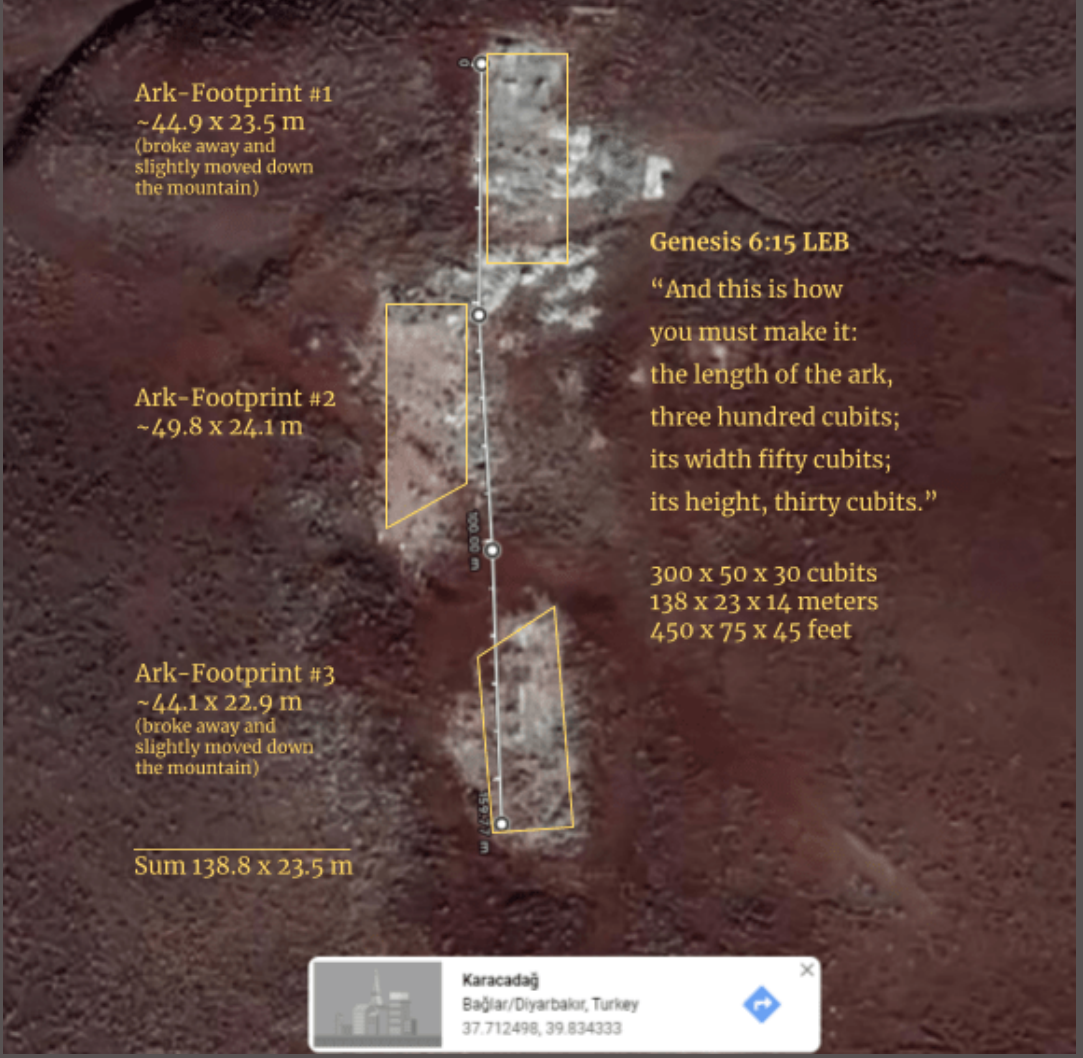 0
Ark-Footprint #1
~44.9 x 23.5 m
(broke away and
slightly moved down
the mountain)
Genesis 6:15 LEB
“And this is how
you must make it:
the length of the ark,
three hundred cubits;
its width fifty cubits;
its height, thirty cubits.”
300 x 50 x 30 cubits
138 x 23 x 14 meters
450 x 75 x 45 feet
Ark-Footprint #2
~49.8 x 24.1 m
100.00 m
Ark-Footprint #3
~44.1 x 22.9 m
(broke away and
slightly moved down
the mountain)
159.77 m
Sum 138.8 x 23.5 m
Karacadağ
Bağlar/Diyarbakır, Turkey
37.712498, 39.834333